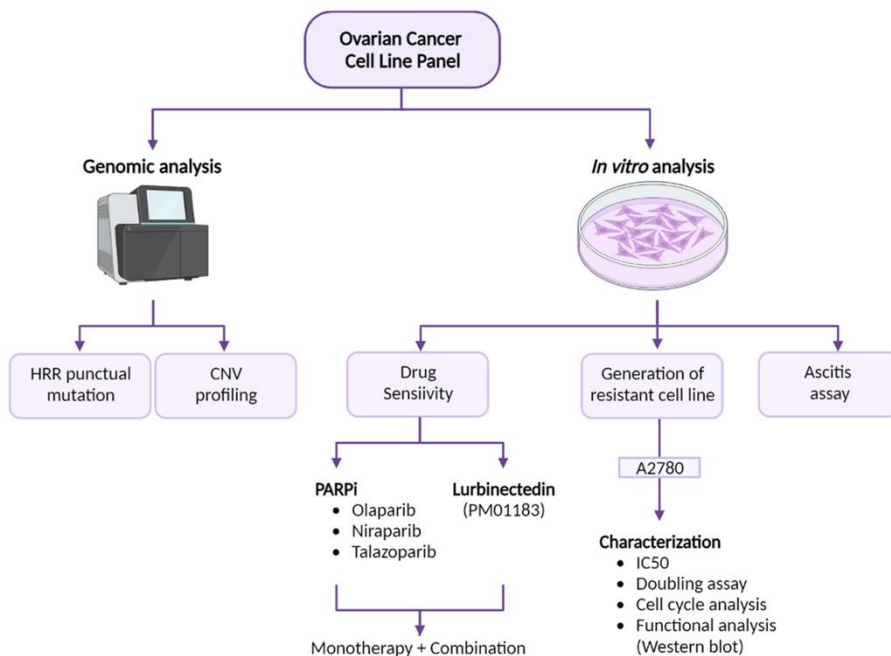 Ovarian Cancer
Cell Line Panel
Genomic analysis
In vitro analysis
HRR punctual
mutation
CNV
profiling
Drug
Sensiivity
Generation of
resistant cell line
Ascitis
assay
A2780
PARPi
• Olaparib
• Niraparib
• Talazoparib
Lurbinectedin
(PM01183)
Characterization
• IC50
• Doubling assay
• Cell cycle analysis
• Functional analysis
(Western blot)
Monotherapy + Combination